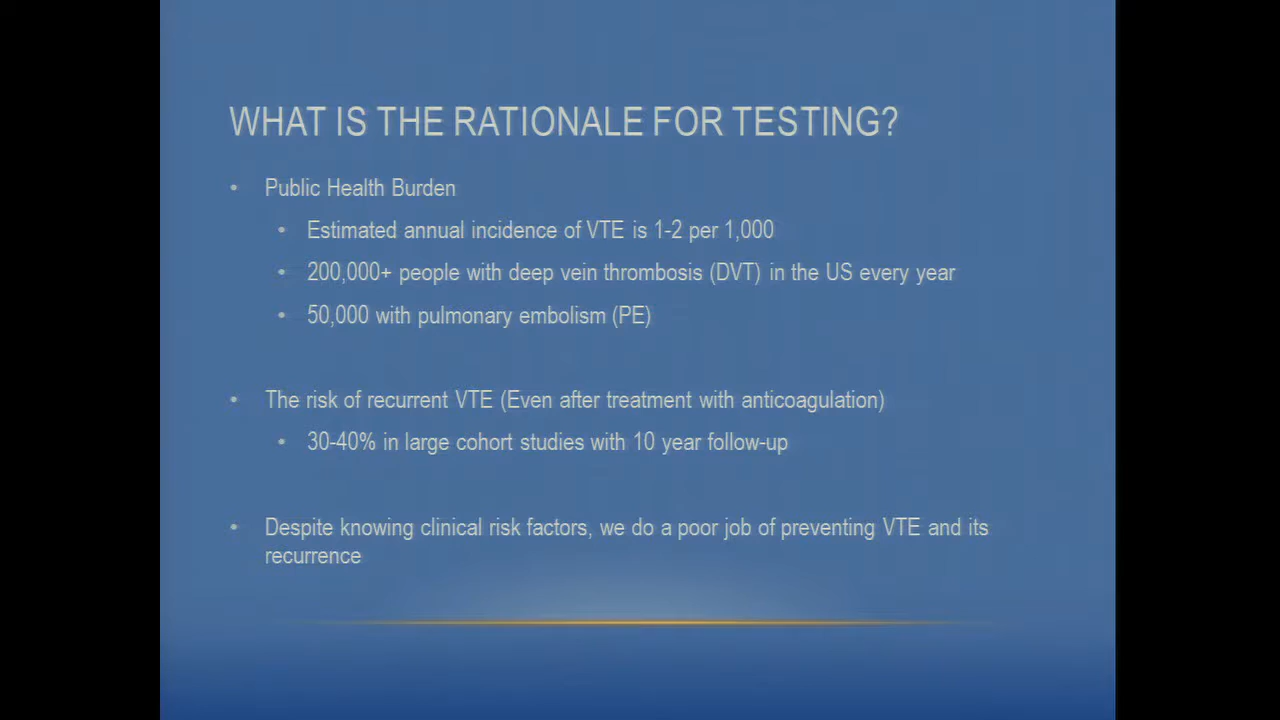 WHAT IS THE RATIONALE FOR TESTING?
• Public Health Burden
• Estimated annual incidence of VTE is 1-2 per 1,000
• 200,000+ people with deep vein thrombosis (DVT) in the US every year
• 50,000 with pulmonary embolism (PE)
• The risk of recurrent VTE (Even after treatment with anticoagulation)
• 30-40% in large cohort studies with 10 year follow-up
• Despite knowing clinical risk factors, we do a poor job of preventing VTE and its
recurrence